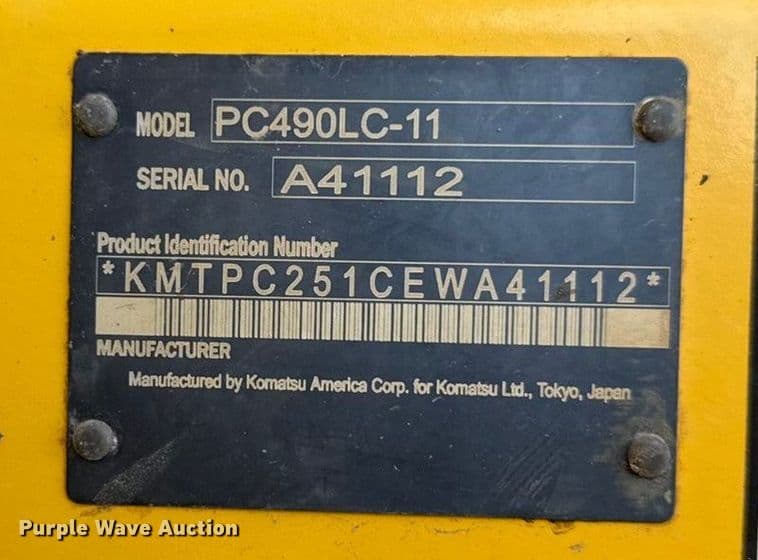 MODEL PC490LC-11
SERIAL NO. A41112
Product Identification Number
*KMTPC251CEWA41112*
MANUFACTURER
Manufactured by Komatsu America Corp. for Komatsu Ltd., Tokyo, Japan
Purple Wave Auction